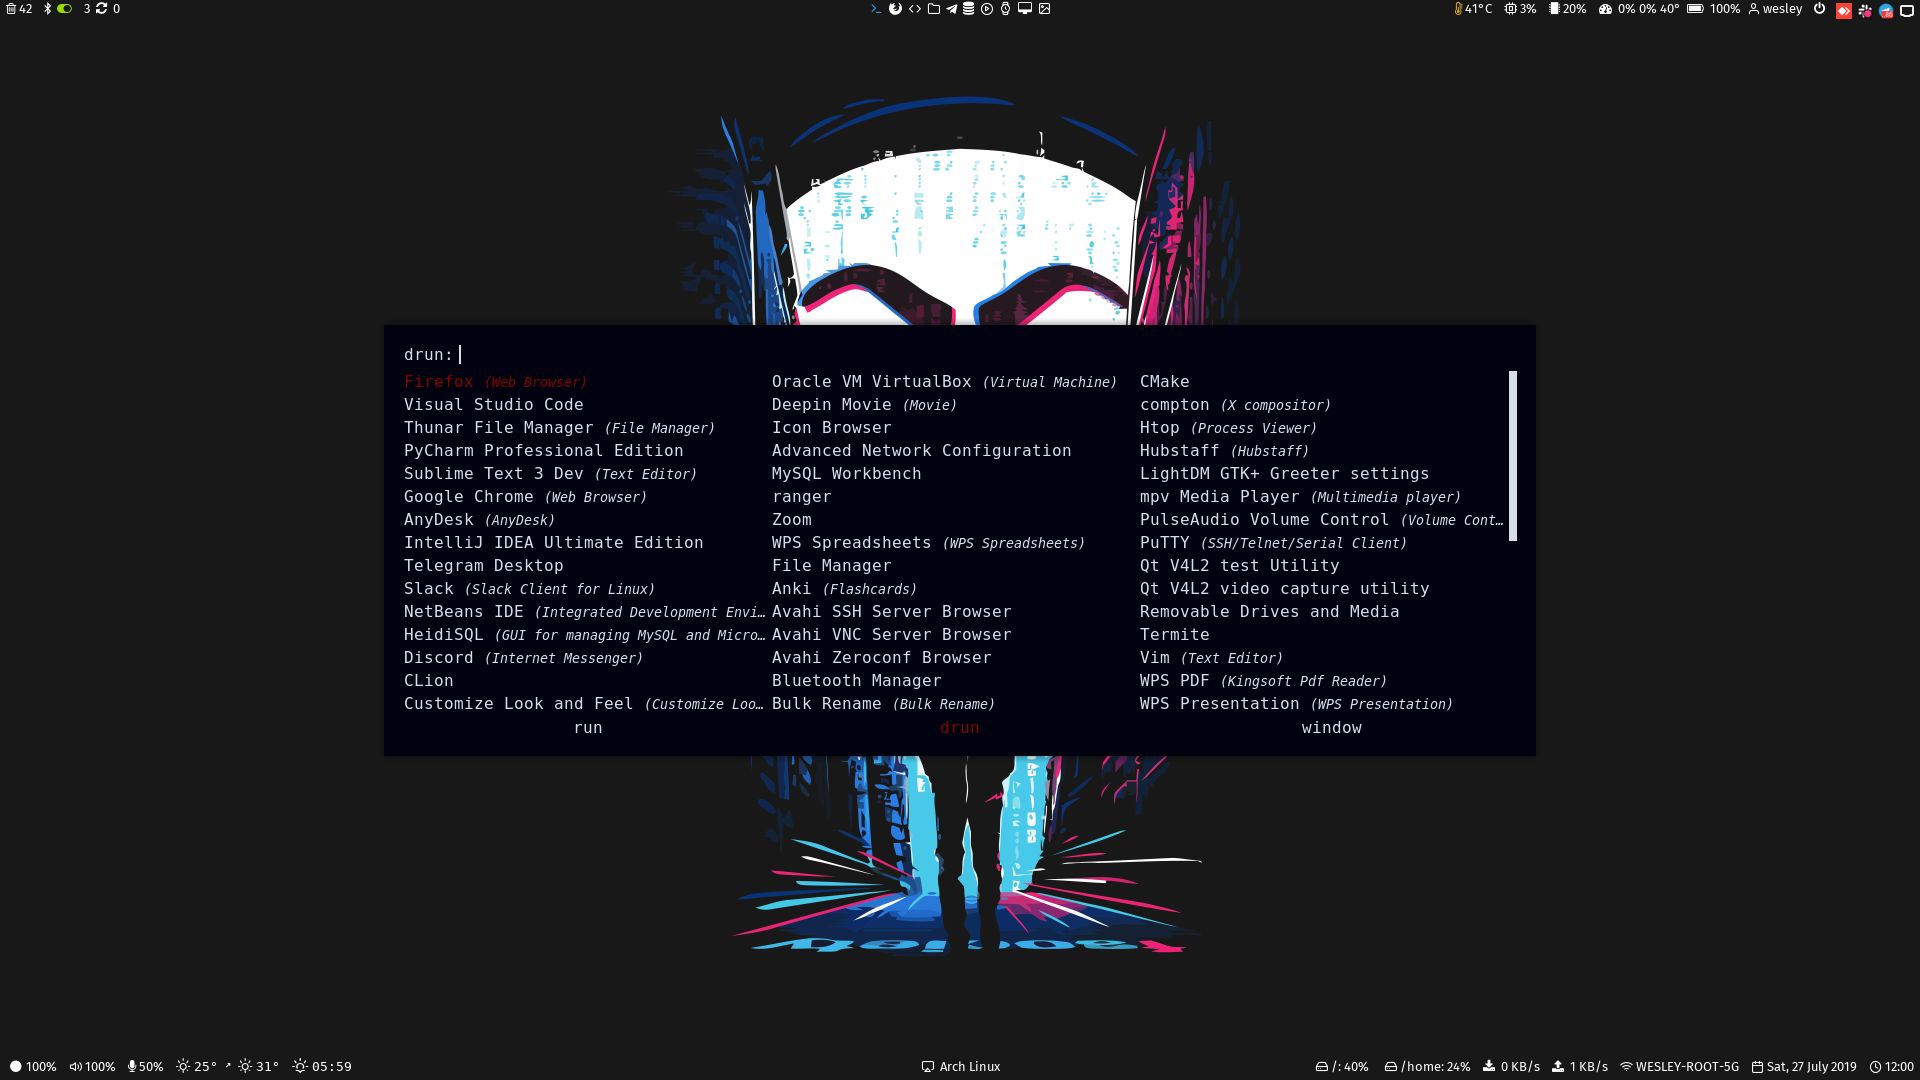 42 3 0 41°C 3% 20% 0% 0% 40° 100% wesley
drun:
Firefox (Web Browser)
Visual Studio Code
Thunar File Manager (File Manager)
PyCharm Professional Edition
Sublime Text 3 Dev (Text Editor)
Google Chrome (Web Browser)
AnyDesk (AnyDesk)
IntelliJ IDEA Ultimate Edition
Telegram Desktop
Slack (Slack Client for Linux)
NetBeans IDE (Integrated Development Envi…
HeidiSQL (GUI for managing MySQL and Micro…
Discord (Internet Messenger)
CLion
Customize Look and Feel (Customize Loo…
Oracle VM VirtualBox (Virtual Machine)
Deepin Movie (Movie)
Icon Browser
Advanced Network Configuration
MySQL Workbench
ranger
Zoom
WPS Spreadsheets (WPS Spreadsheets)
File Manager
Anki (Flashcards)
Avahi SSH Server Browser
Avahi VNC Server Browser
Avahi Zeroconf Browser
Bluetooth Manager
Bulk Rename (Bulk Rename)
CMake
compton (X compositor)
Htop (Process Viewer)
Hubstaff (Hubstaff)
LightDM GTK+ Greeter settings
mpv Media Player (Multimedia player)
PulseAudio Volume Control (Volume Cont…
PuTTY (SSH/Telnet/Serial Client)
Qt V4L2 test Utility
Qt V4L2 video capture utility
Removable Drives and Media
Termite
Vim (Text Editor)
WPS PDF (Kingsoft Pdf Reader)
WPS Presentation (WPS Presentation)
run drun window
100% 100% 50% 25° 31° 05:59 Arch Linux /: 40% /home: 24% 0 KB/s 1 KB/s WESLEY-ROOT-5G Sat, 27 July 2019 12:00